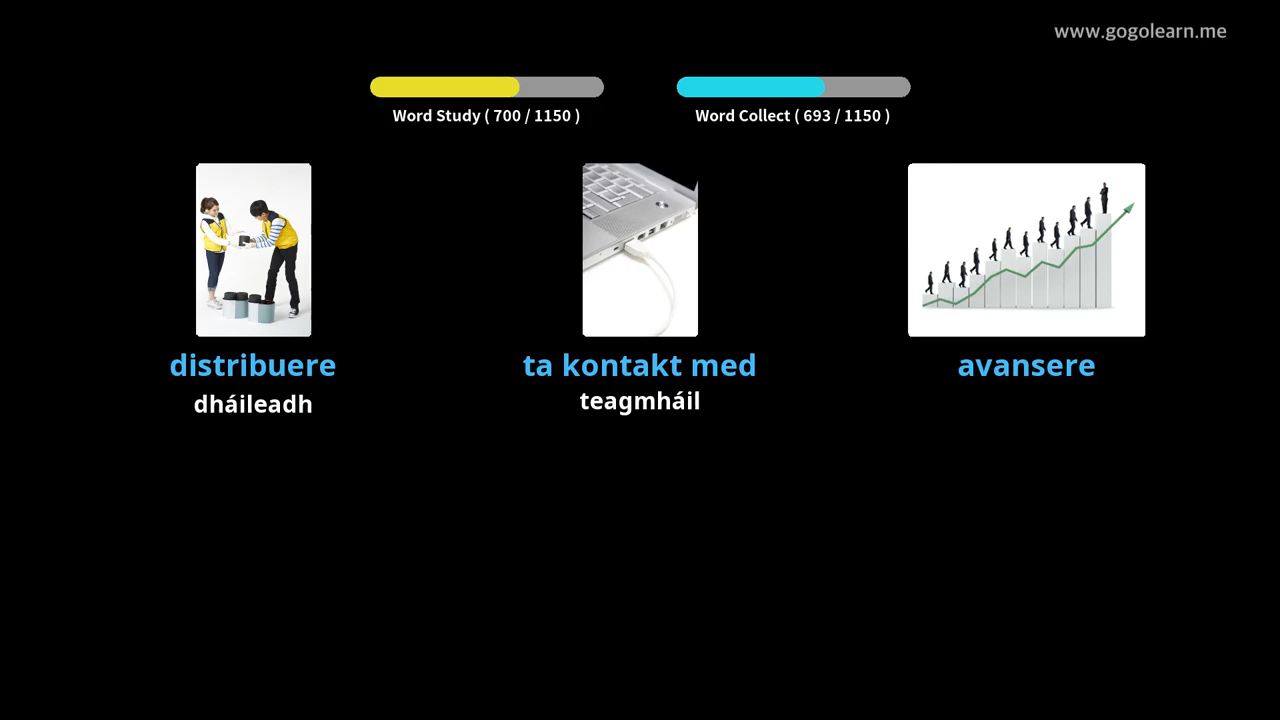 www.gogolearn.me
Word Study ( 700 / 1150 )
Word Collect ( 693 / 1150 )
distribuere
dháileadh
ta kontakt med
teagmháil
avansere